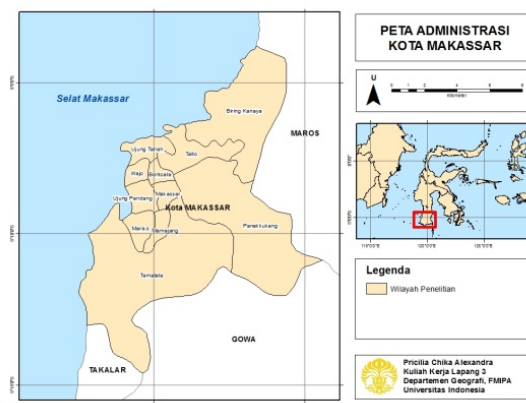 Selat Makassar
Biring Kanaya
MAROS
Ujung Tanah
Tallo
Wajo
Bontoala
Makassar
Ujung Pandang
Kota MAKASSAR
Mariso
Mamajang
Panakkukang
Tamalate
GOWA
TAKALAR
PETA ADMINISTRASI
KOTA MAKASSAR
U
Kilometer
Legenda
Wilayah Penelitian
Pricilia Chika Alexandra
Kuliah Kerja Lapang 3
Departemen Geografi, FMIPA
Universitas Indonesia